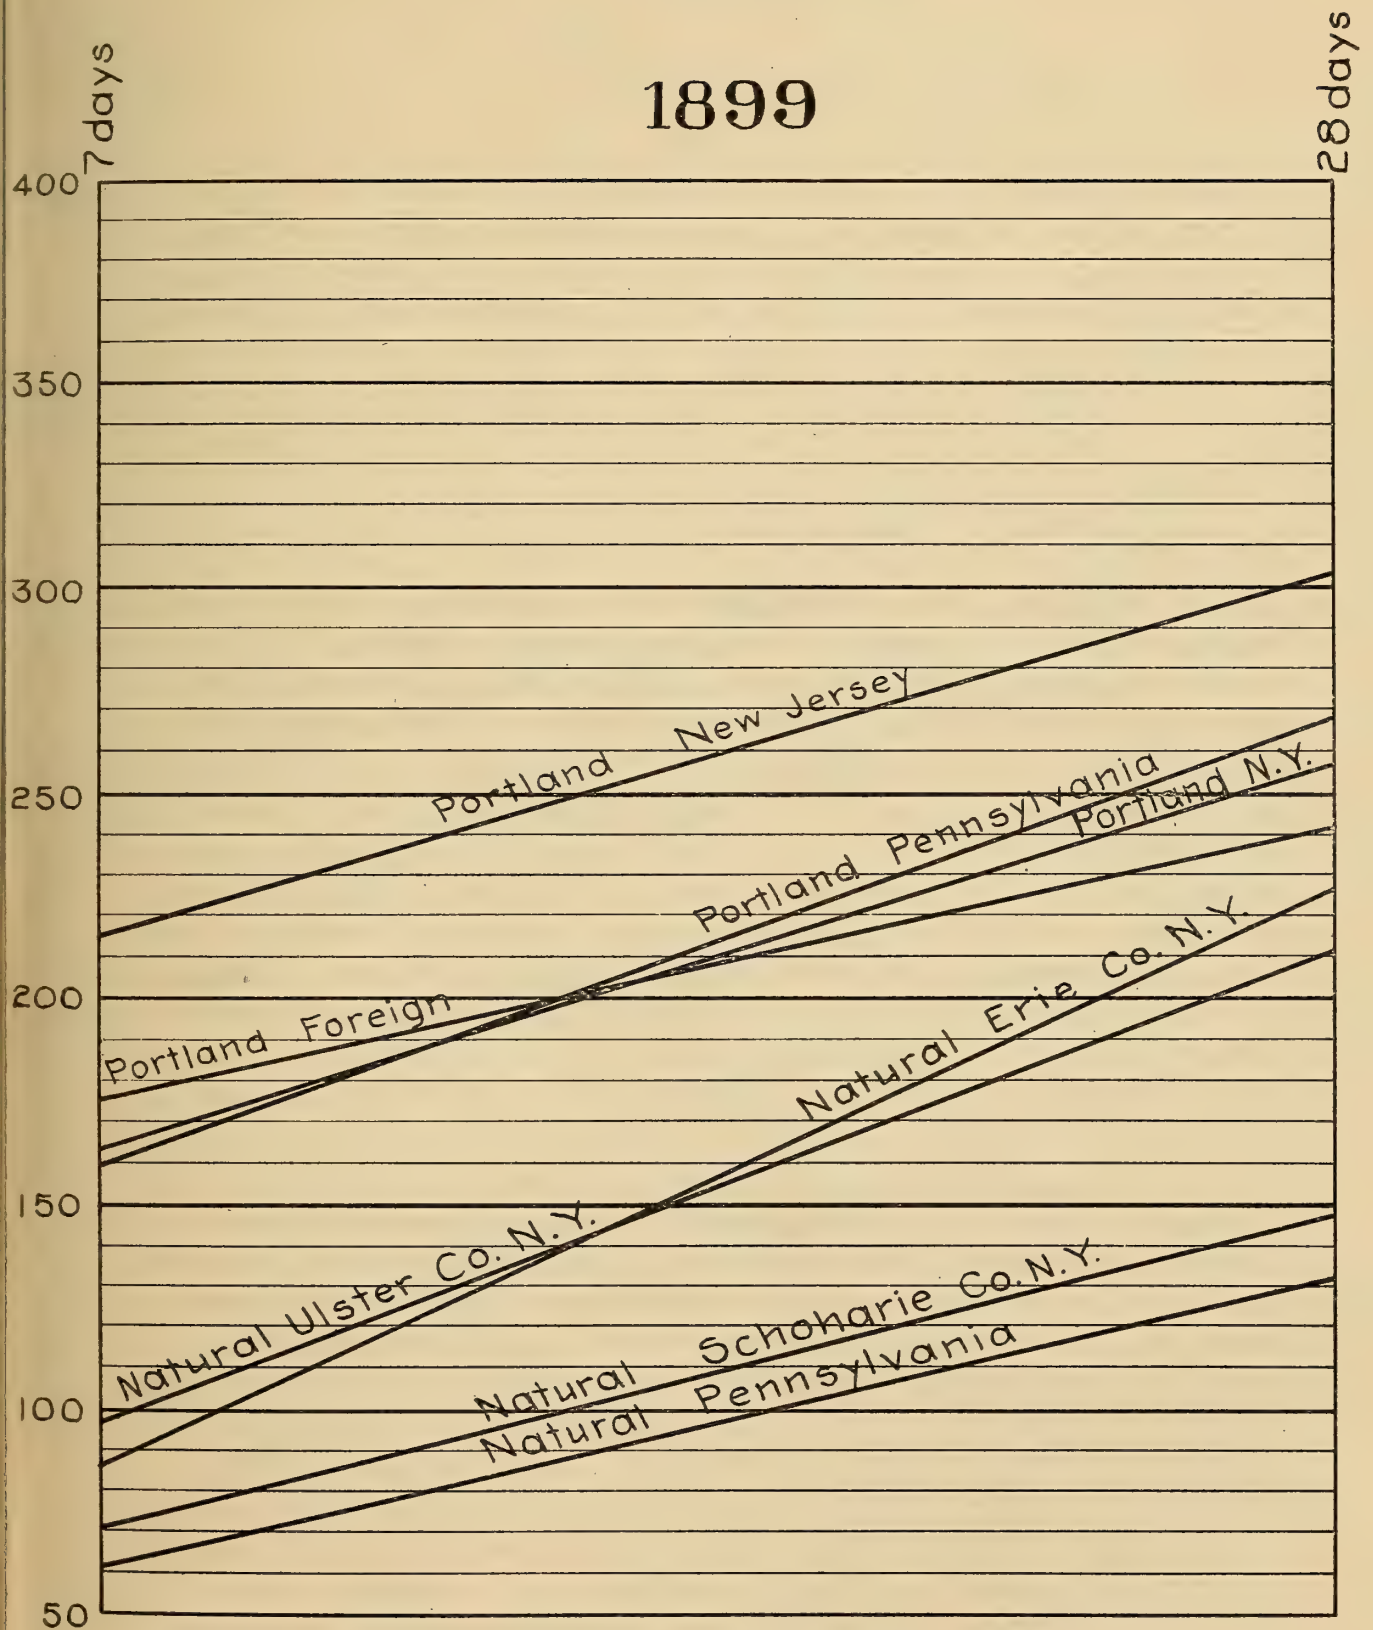 7 days
28 days
1899
400
350
300
250
200
150
100
50
Portland New Jersey
Portland Pennsylvania
Portland N.Y.
Portland Foreign
Natural Erie Co. N.Y.
Natural Ulster Co. N.Y.
Natural Schoharie Co. N.Y.
Natural Pennsylvania